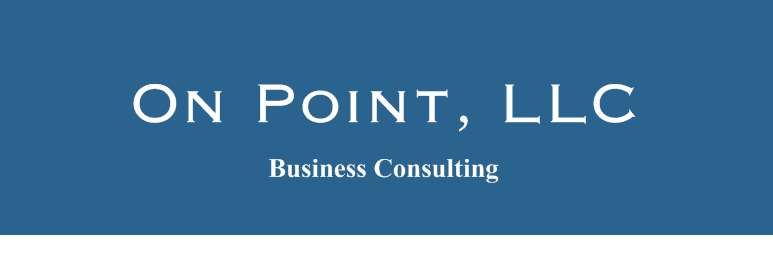 On Point, LLC
Business Consulting